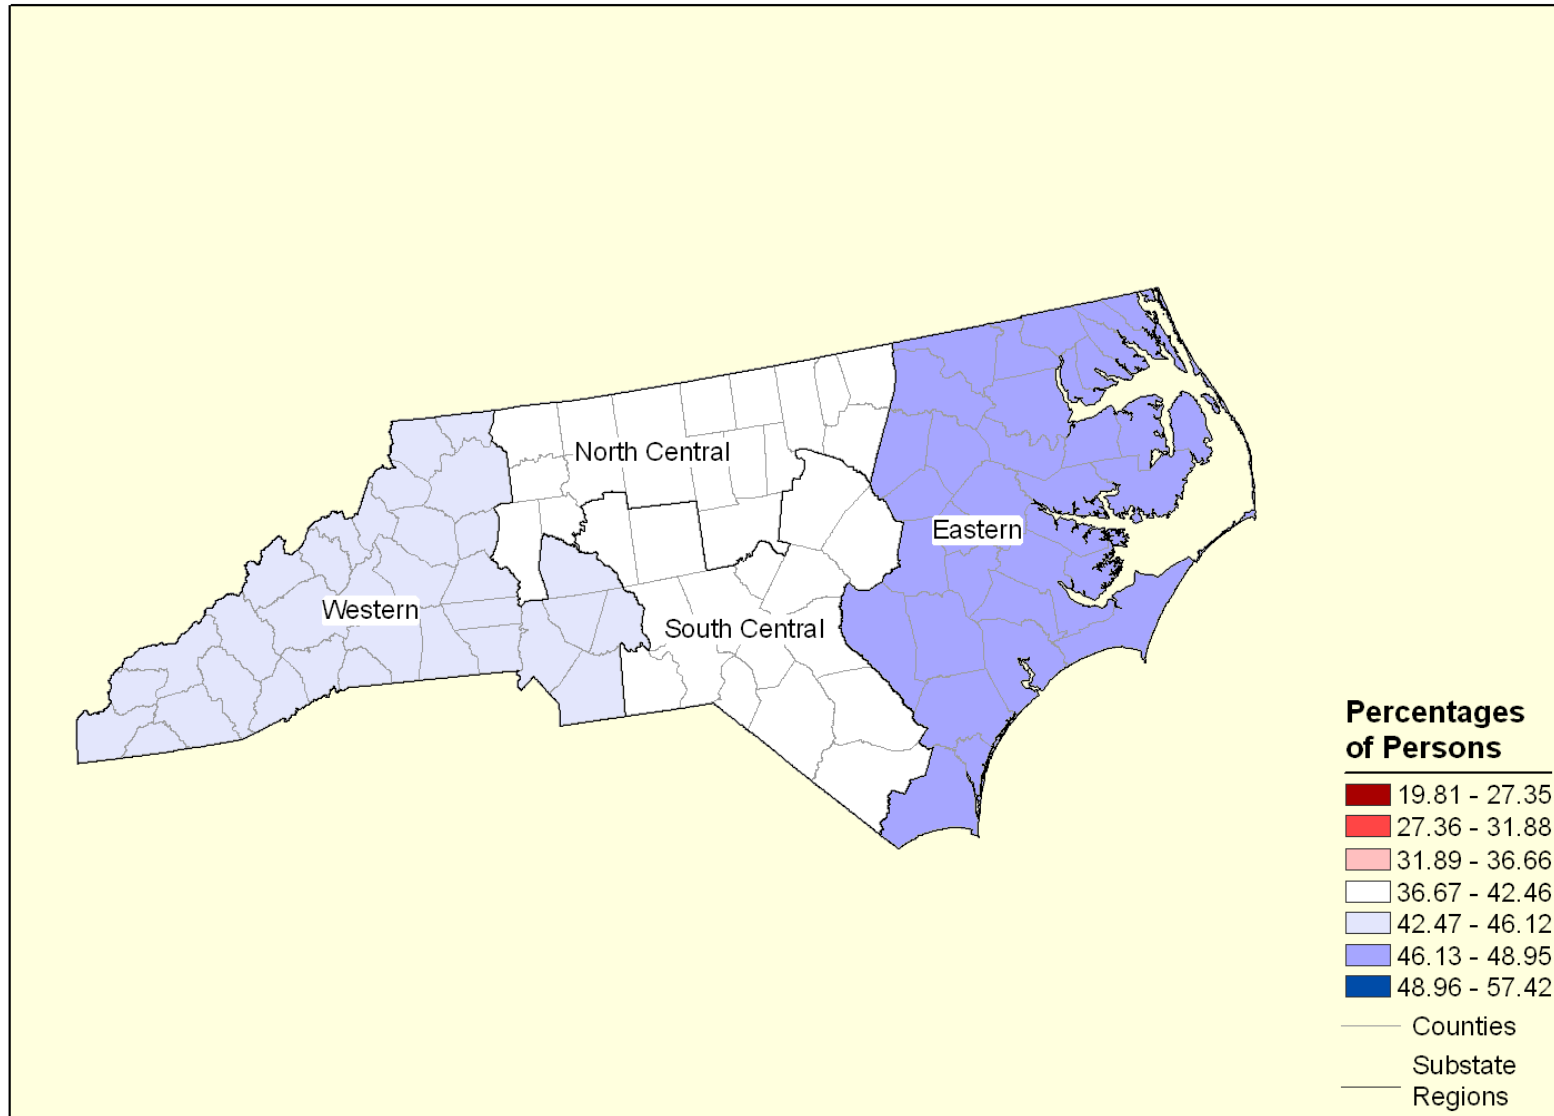 North Central
Eastern
Western
South Central
Percentages
of Persons
19.81 - 27.35
27.36 - 31.88
31.89 - 36.66
36.67 - 42.46
42.47 - 46.12
46.13 - 48.95
48.96 - 57.42
Counties
Substate
Regions